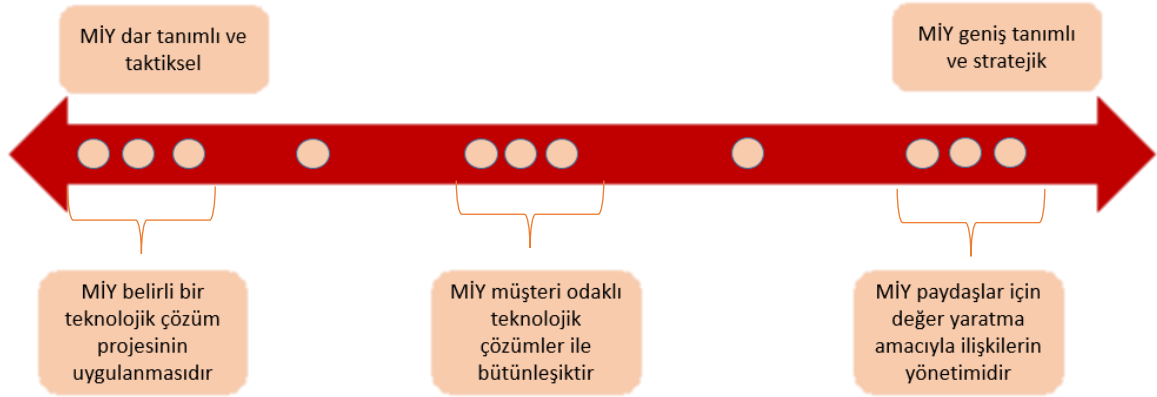 MİY dar tanımlı ve
taktiksel
MİY geniş tanımlı
ve stratejik
MİY belirli bir
teknolojik çözüm
projesinin
uygulanmasıdır
MİY müşteri odaklı
teknolojik
çözümler ile
bütünleşiktir
MİY paydaşlar için
değer yaratma
amacıyla ilişkilerin
yönetimidir